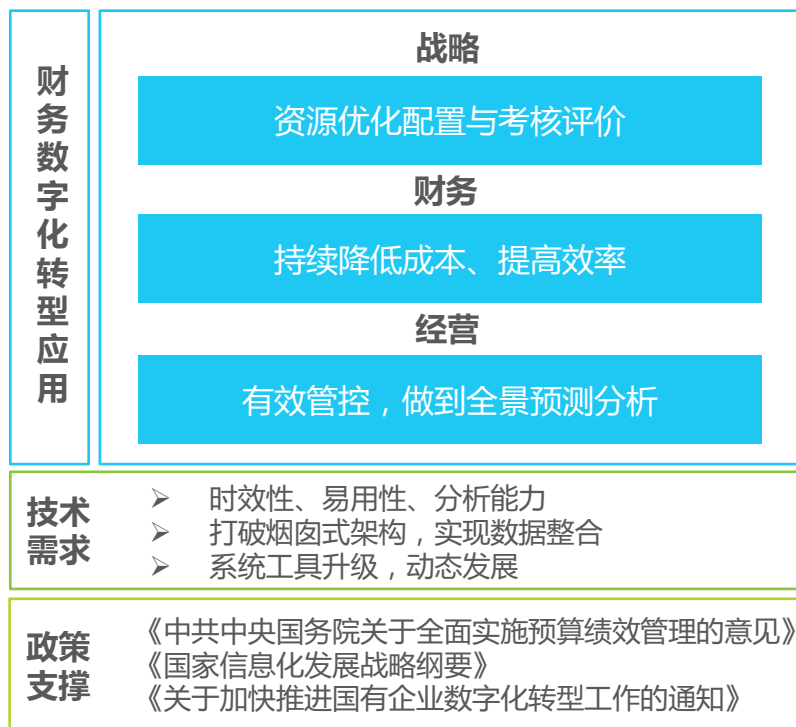 财务数字化转型应用
战略
资源优化配置与考核评价
财务
持续降低成本、提高效率
经营
有效管控，做到全景预测分析
技术
需求
➢ 时效性、易用性、分析能力
➢ 打破烟囱式架构，实现数据整合
➢ 系统工具升级，动态发展
政策
支撑
《中共中央国务院关于全面实施预算绩效管理的意见》
《国家信息化发展战略纲要》
《关于加快推进国有企业数字化转型工作的通知》